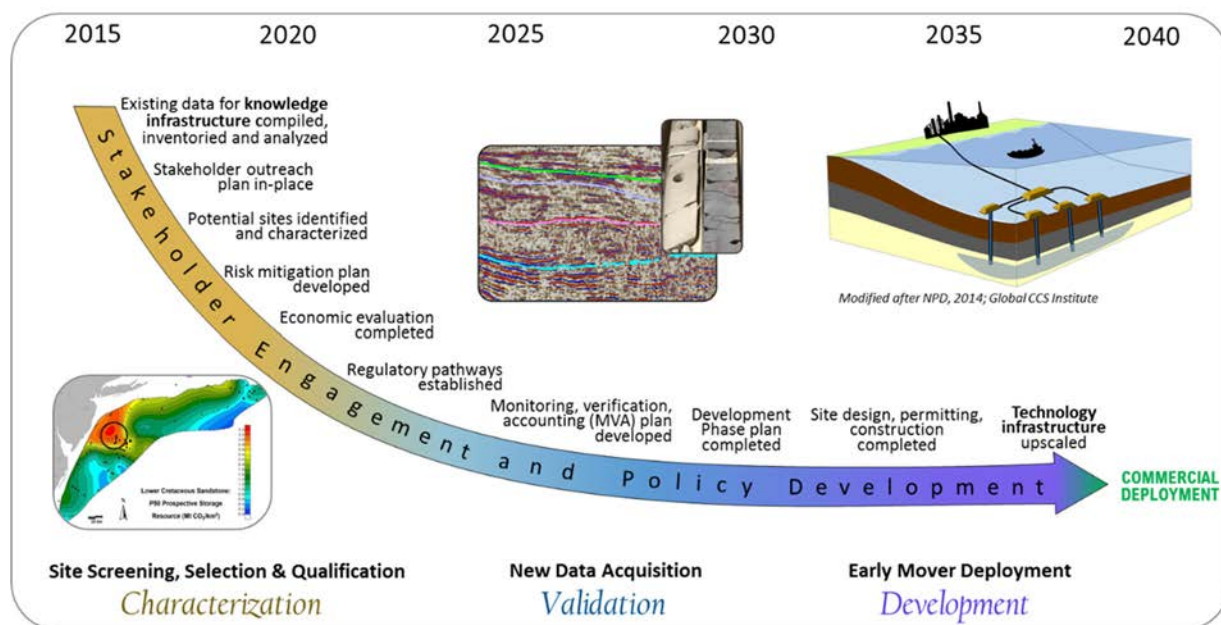 2015 2020 2025 2030 2035 2040
Existing data for knowledge
infrastructure compiled,
inventoried and analyzed
Stakeholder outreach
plan in-place
Potential sites identified
and characterized
Risk mitigation plan
developed
Economic evaluation
completed
Regulatory pathways
established
Monitoring, verification,
accounting (MVA) plan
developed
Development
Phase plan
completed
Site design, permitting,
construction
completed
Technology
infrastructure
upscaled
Stakeholder Engagement and Policy Development
COMMERCIAL
DEPLOYMENT
Modified after NPD, 2014; Global CCS Institute
Lower Cretaceous Sandstone:
P50 Prospective Storage
Resource (Mt CO₂/km²)
Site Screening, Selection & Qualification
Characterization
New Data Acquisition
Validation
Early Mover Deployment
Development